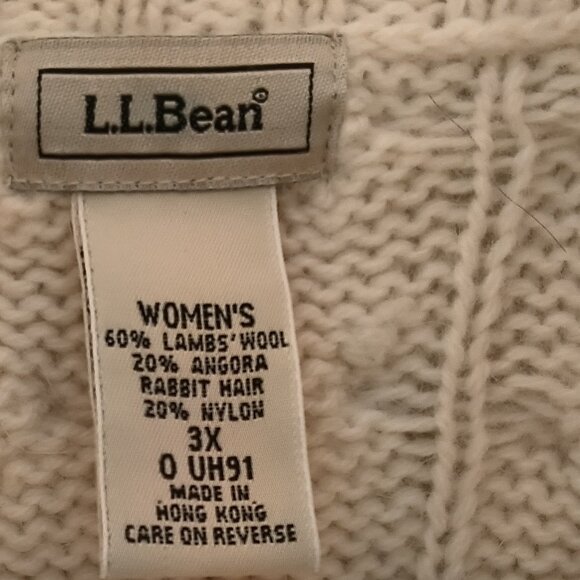 L.L.Bean®
WOMEN'S
60% LAMBS' WOOL
20% ANGORA
RABBIT HAIR
20% NYLON
3X
0 UH91
MADE IN
HONG KONG
CARE ON REVERSE